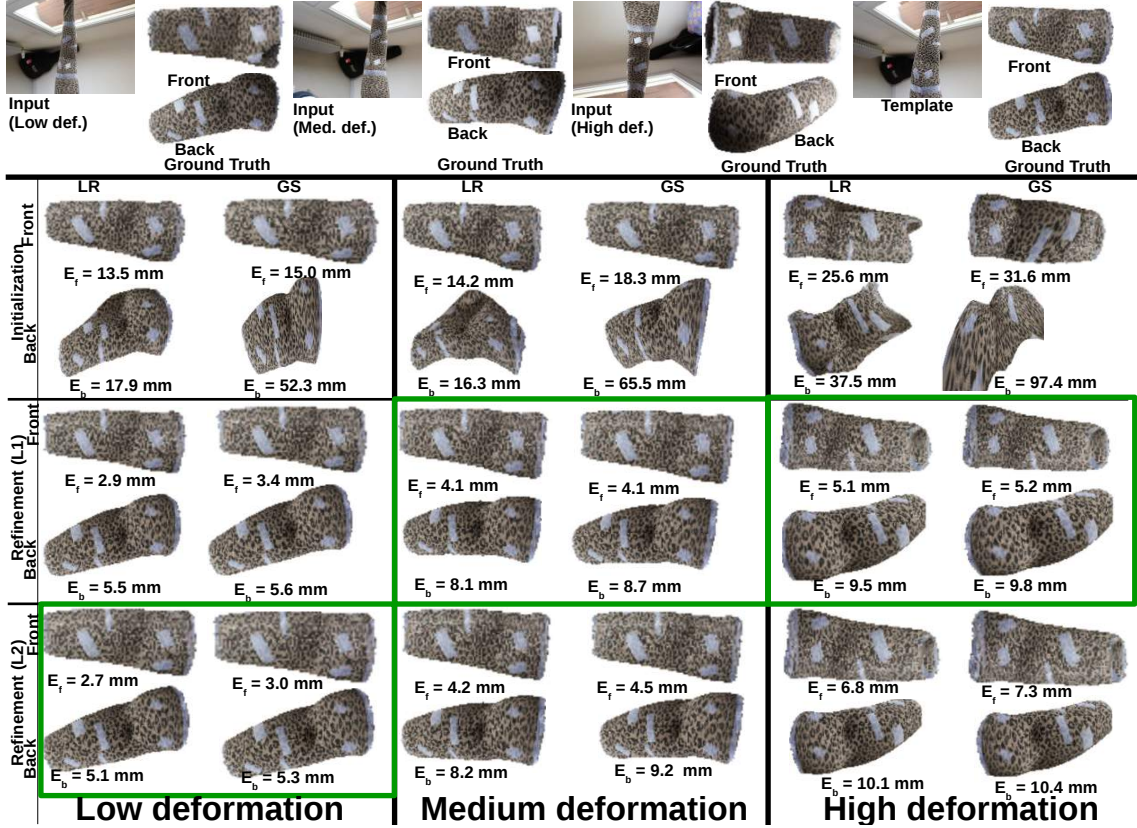 Front
Front
Front
Front
Input
(Low def.)
Input
(Med. def.)
Input
(High def.)
Template
Back
Back
Back
Back
Ground Truth
Ground Truth
Ground Truth
Ground Truth
LR GS LR GS LR GS
Initialization
Front
E_f = 13.5 mm E_f = 15.0 mm E_f = 14.2 mm E_f = 18.3 mm E_f = 25.6 mm E_f = 31.6 mm
Back
E_b = 17.9 mm E_b = 52.3 mm E_b = 16.3 mm E_b = 65.5 mm E_b = 37.5 mm E_b = 97.4 mm
Refinement (L1)
Front
E_f = 2.9 mm E_f = 3.4 mm E_f = 4.1 mm E_f = 4.1 mm E_f = 5.1 mm E_f = 5.2 mm
Back
E_b = 5.5 mm E_b = 5.6 mm E_b = 8.1 mm E_b = 8.7 mm E_b = 9.5 mm E_b = 9.8 mm
Refinement (L2)
Front
E_f = 2.7 mm E_f = 3.0 mm E_f = 4.2 mm E_f = 4.5 mm E_f = 6.8 mm E_f = 7.3 mm
Back
E_b = 5.1 mm E_b = 5.3 mm E_b = 8.2 mm E_b = 9.2 mm E_b = 10.1 mm E_b = 10.4 mm
Low deformation Medium deformation High deformation